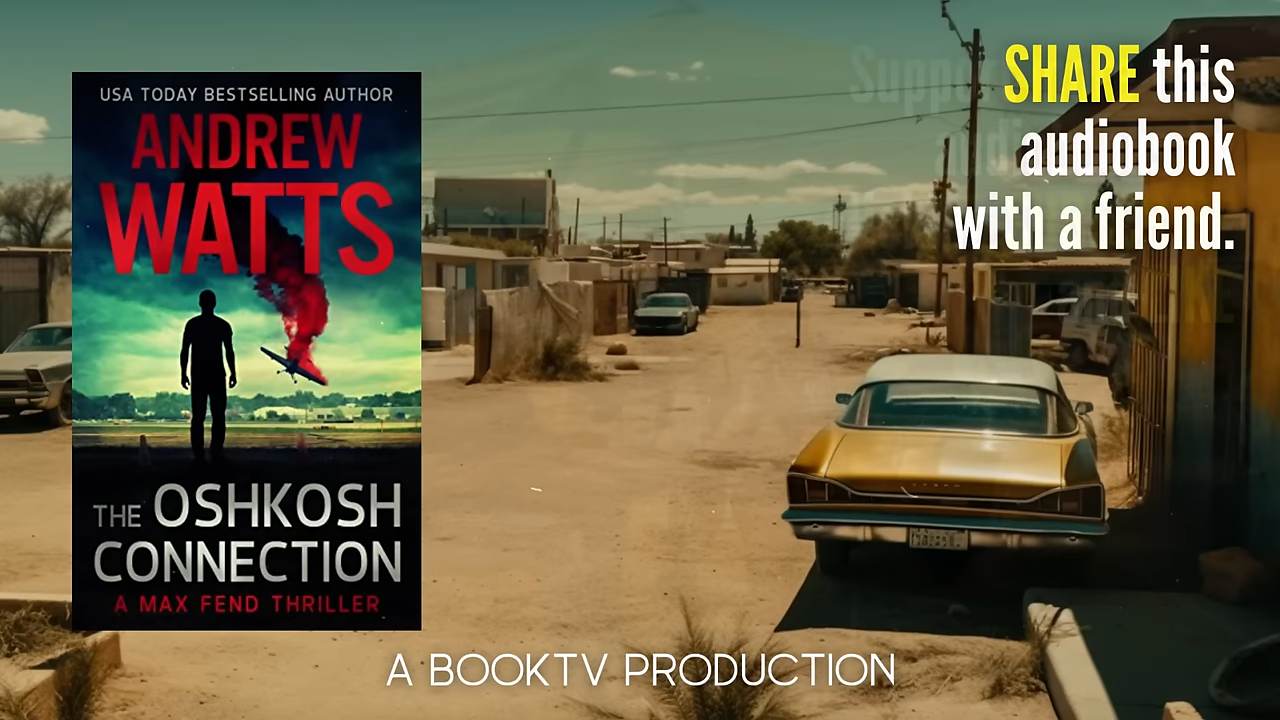 USA TODAY BESTSELLING AUTHOR
ANDREW
WATTS
THE OSHKOSH
CONNECTION
A MAX FEND THRILLER
SHARE this
audiobook
with a friend.
A BOOKTV PRODUCTION